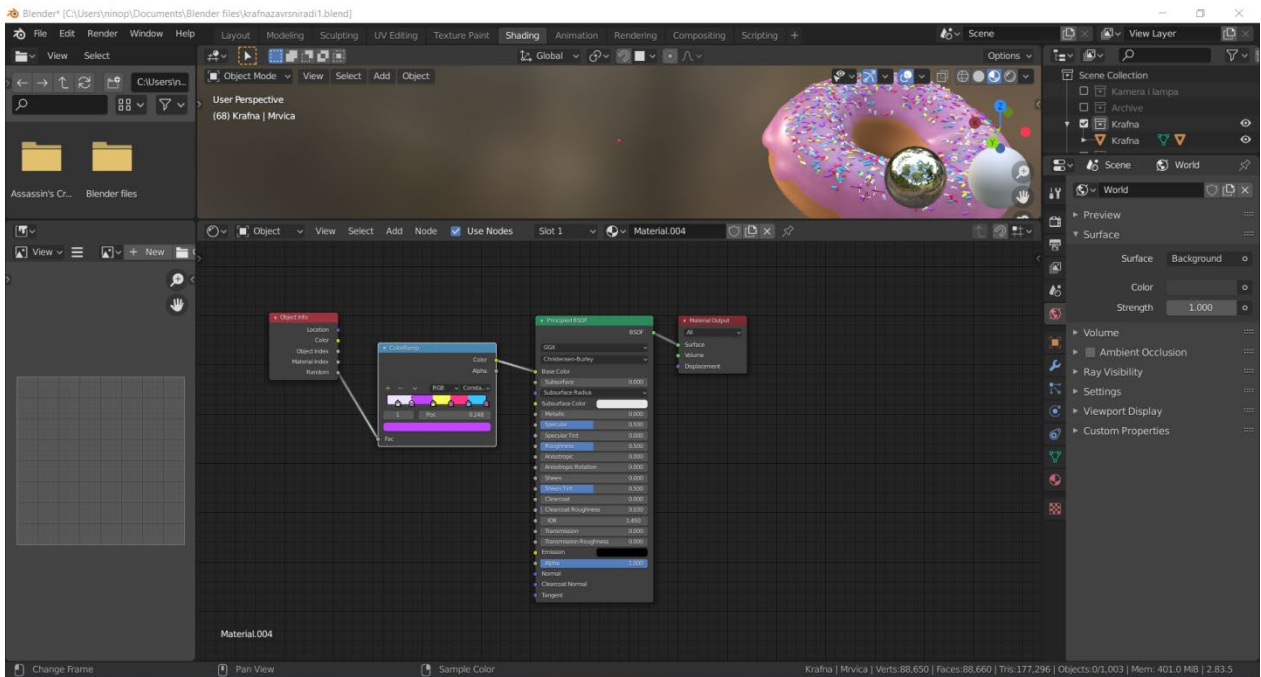 Blender* [C:\Users\ninop\Documents\Blender files\krafnazavrsniradi1.blend]
File Edit Render Window Help
Layout Modeling Sculpting UV Editing Texture Paint Shading Animation Rendering Compositing Scripting +
Scene
View Layer
View Select
Global
Options
C:\Users\n...
Object Mode View Select Add Object
User Perspective
(68) Krafna | Mrvica
Scene Collection
Kamera i lampa
Archive
Krafna
Krafna
Assassin's Cr... Blender files
Scene World
World
Object View Select Add Node Use Nodes Slot 1 Material.004
View + New
Preview
Surface
Surface Background
Color
Strength 1.000
Volume
Ambient Occlusion
Ray Visibility
Settings
Viewport Display
Custom Properties
Object Info
Location
Color
Object Index
Material Index
Random
ColorRamp
Color
Alpha
+ − RGB Consta...
1 Pos 0.248
Fac
Principled BSDF
BSDF
GGX
Christensen-Burley
Base Color
Subsurface 0.000
Subsurface Radius
Subsurface Color
Metallic 0.000
Specular 0.500
Specular Tint 0.000
Roughness 0.500
Anisotropic 0.000
Anisotropic Rotation 0.000
Sheen 0.000
Sheen Tint 0.500
Clearcoat 0.000
Clearcoat Roughness 0.030
IOR 1.450
Transmission 0.000
Transmission Roughness 0.000
Emission
Alpha 1.000
Normal
Clearcoat Normal
Tangent
Material Output
All
Surface
Volume
Displacement
Material.004
Change Frame Pan View Sample Color Krafna | Mrvica | Verts:88,650 | Faces:88,660 | Tris:177,296 | Objects:0/1,003 | Mem: 401.0 MiB | 2.83.5